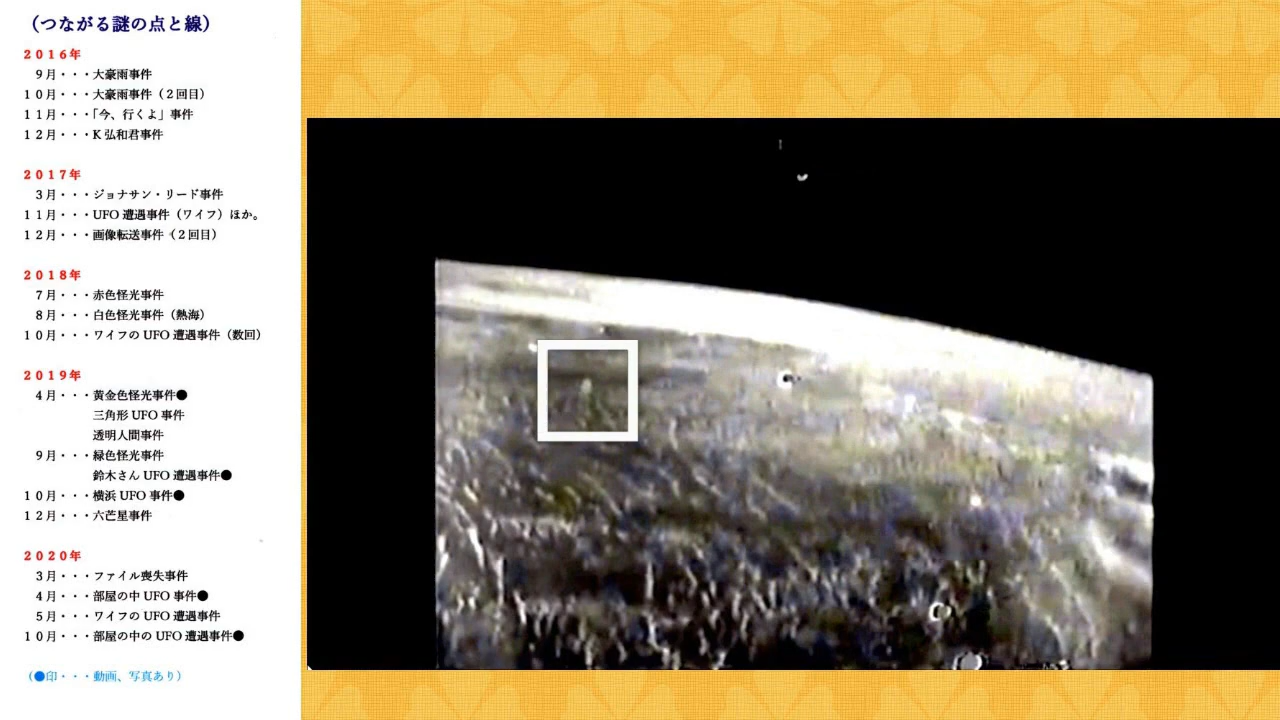 （つながる謎の点と線）
２０１６年
９月・・・大豪雨事件
１０月・・・大豪雨事件（２回目）
１１月・・・「今、行くよ」事件
１２月・・・K 弘和君事件
２０１７年
３月・・・ジョナサン・リード事件
１１月・・・UFO 遭遇事件（ワイフ）ほか。
１２月・・・画像転送事件（２回目）
２０１８年
７月・・・赤色怪光事件
８月・・・白色怪光事件（熱海）
１０月・・・ワイフの UFO 遭遇事件（数回）
２０１９年
４月・・・黄金色怪光事件●
三角形 UFO 事件
透明人間事件
９月・・・緑色怪光事件
鈴木さん UFO 遭遇事件●
１０月・・・横浜 UFO 事件●
１２月・・・六芒星事件
２０２０年
３月・・・ファイル喪失事件
４月・・・部屋の中 UFO 事件●
５月・・・ワイフの UFO 遭遇事件
１０月・・・部屋の中の UFO 遭遇事件●
（●印・・・動画、写真あり）